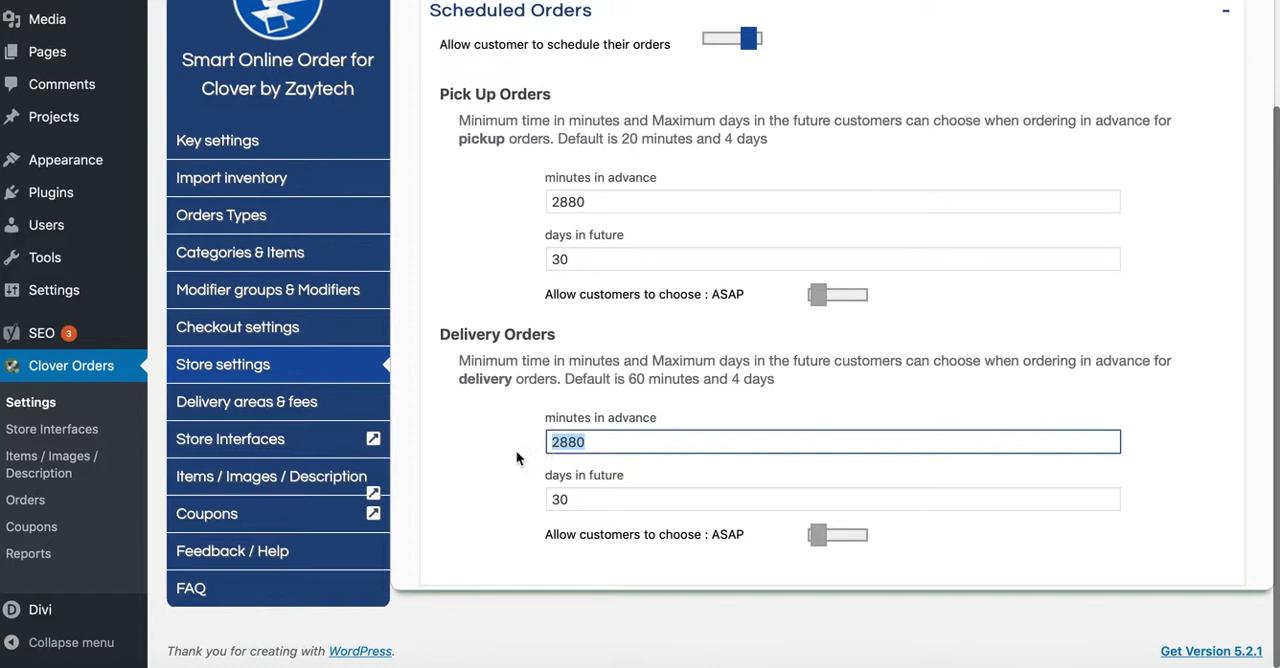 Media
Pages
Comments
Projects
Appearance
Plugins
Users
Tools
Settings
SEO 3
Clover Orders
Settings
Store Interfaces
Items / Images /
Description
Orders
Coupons
Reports
Divi
Collapse menu
Smart Online Order for
Clover by Zaytech
Key settings
Import inventory
Orders Types
Categories & Items
Modifier groups & Modifiers
Checkout settings
Store settings
Delivery areas & fees
Store Interfaces
Items / Images / Description
Coupons
Feedback / Help
FAQ
Scheduled Orders -
Allow customer to schedule their orders
Pick Up Orders
Minimum time in minutes and Maximum days in the future customers can choose when ordering in advance for
pickup orders. Default is 20 minutes and 4 days
minutes in advance
2880
days in future
30
Allow customers to choose : ASAP
Delivery Orders
Minimum time in minutes and Maximum days in the future customers can choose when ordering in advance for
delivery orders. Default is 60 minutes and 4 days
minutes in advance
2880
days in future
30
Allow customers to choose : ASAP
Thank you for creating with WordPress.
Get Version 5.2.1